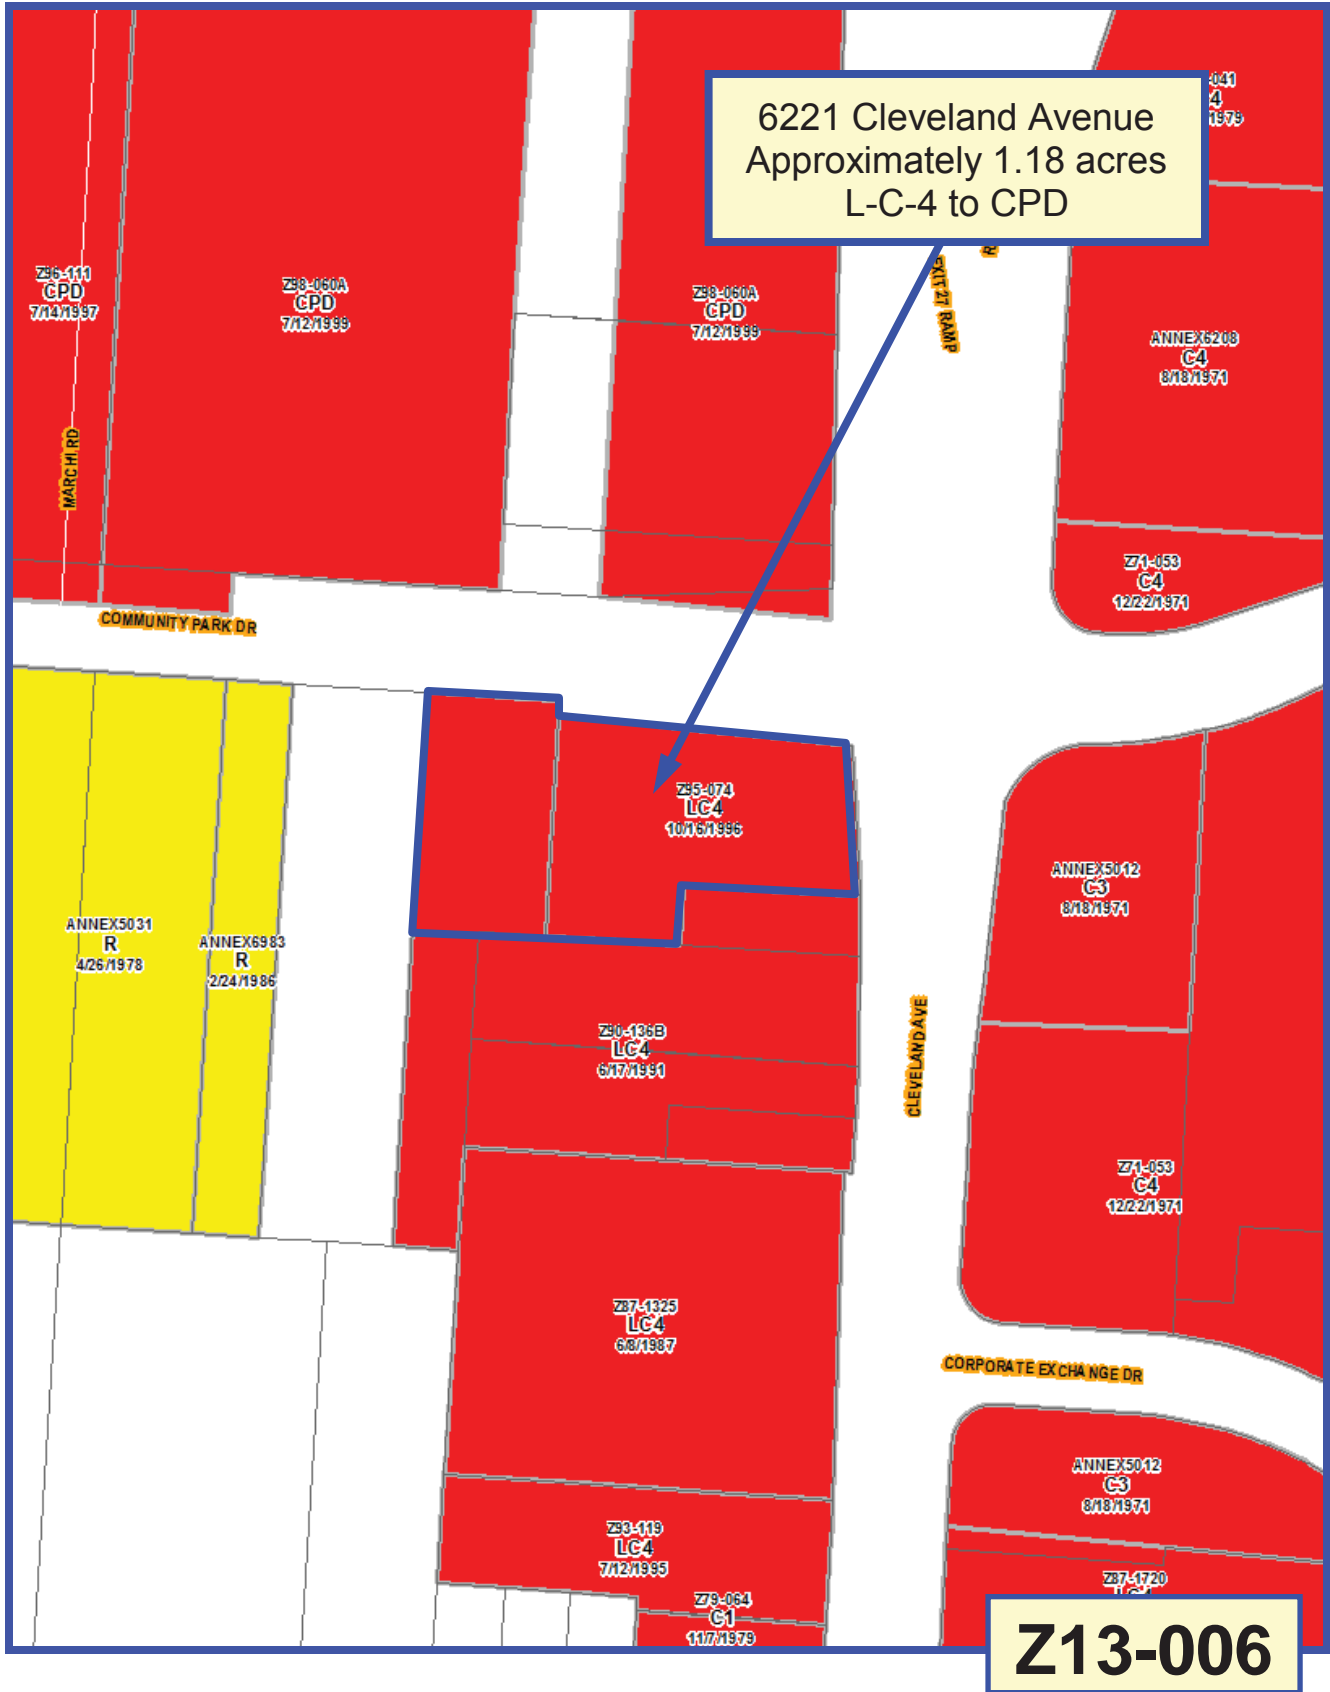 6221 Cleveland Avenue
Approximately 1.18 acres
L-C-4 to CPD
-041
4
1979
Z96-111
CPD
7/14/1997
Z98-060A
CPD
7/12/1999
Z98-060A
CPD
7/12/1999
EXIT 27 RAMP
ANNEX6208
C4
8/18/1971
MARCHI RD
Z71-053
C4
12/22/1971
COMMUNITY PARK DR
Z95-074
LC4
10/16/1996
ANNEX5012
C3
8/18/1971
ANNEX5031
R
4/26/1978
ANNEX6983
R
2/24/1986
Z90-136B
LC4
6/17/1991
CLEVELAND AVE
Z71-053
C4
12/22/1971
Z87-1325
LC4
6/8/1987
CORPORATE EXCHANGE DR
ANNEX5012
C3
8/18/1971
Z93-119
LC4
7/12/1995
Z87-1720
LC4
Z79-064
C1
11/7/1979
Z13-006